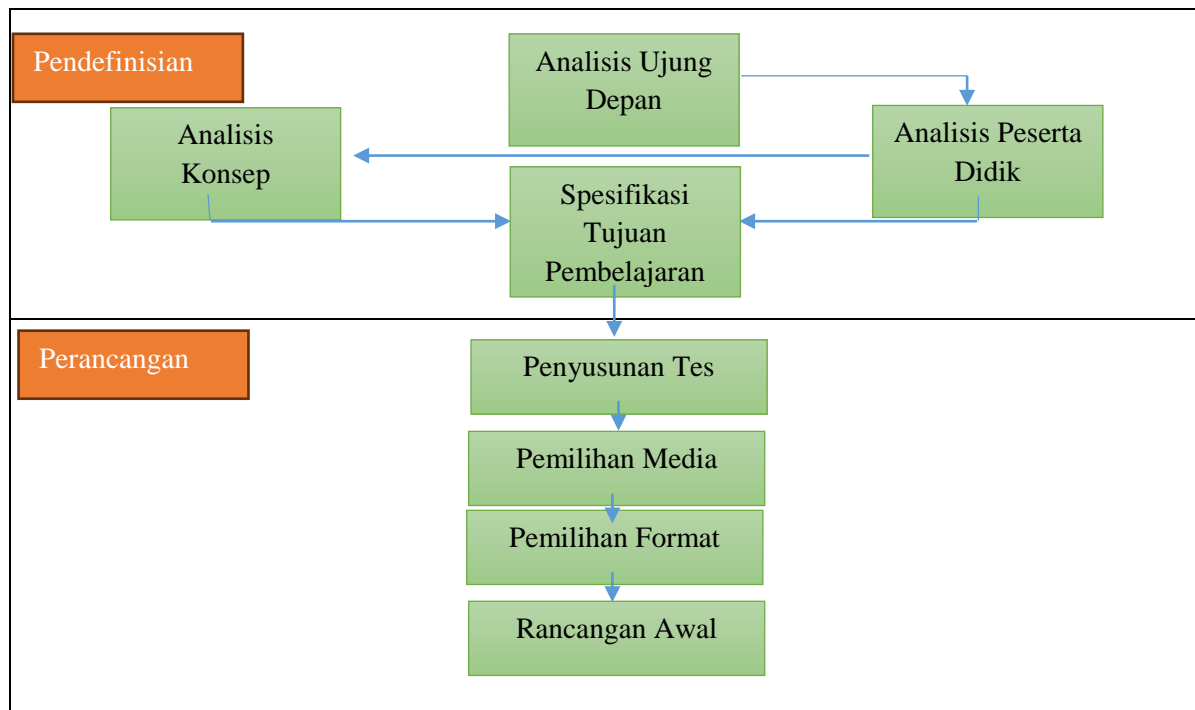 Pendefinisian
Analisis Ujung
Depan
Analisis Peserta
Didik
Analisis
Konsep
Spesifikasi
Tujuan
Pembelajaran
Perancangan
Penyusunan Tes
Pemilihan Media
Pemilihan Format
Rancangan Awal